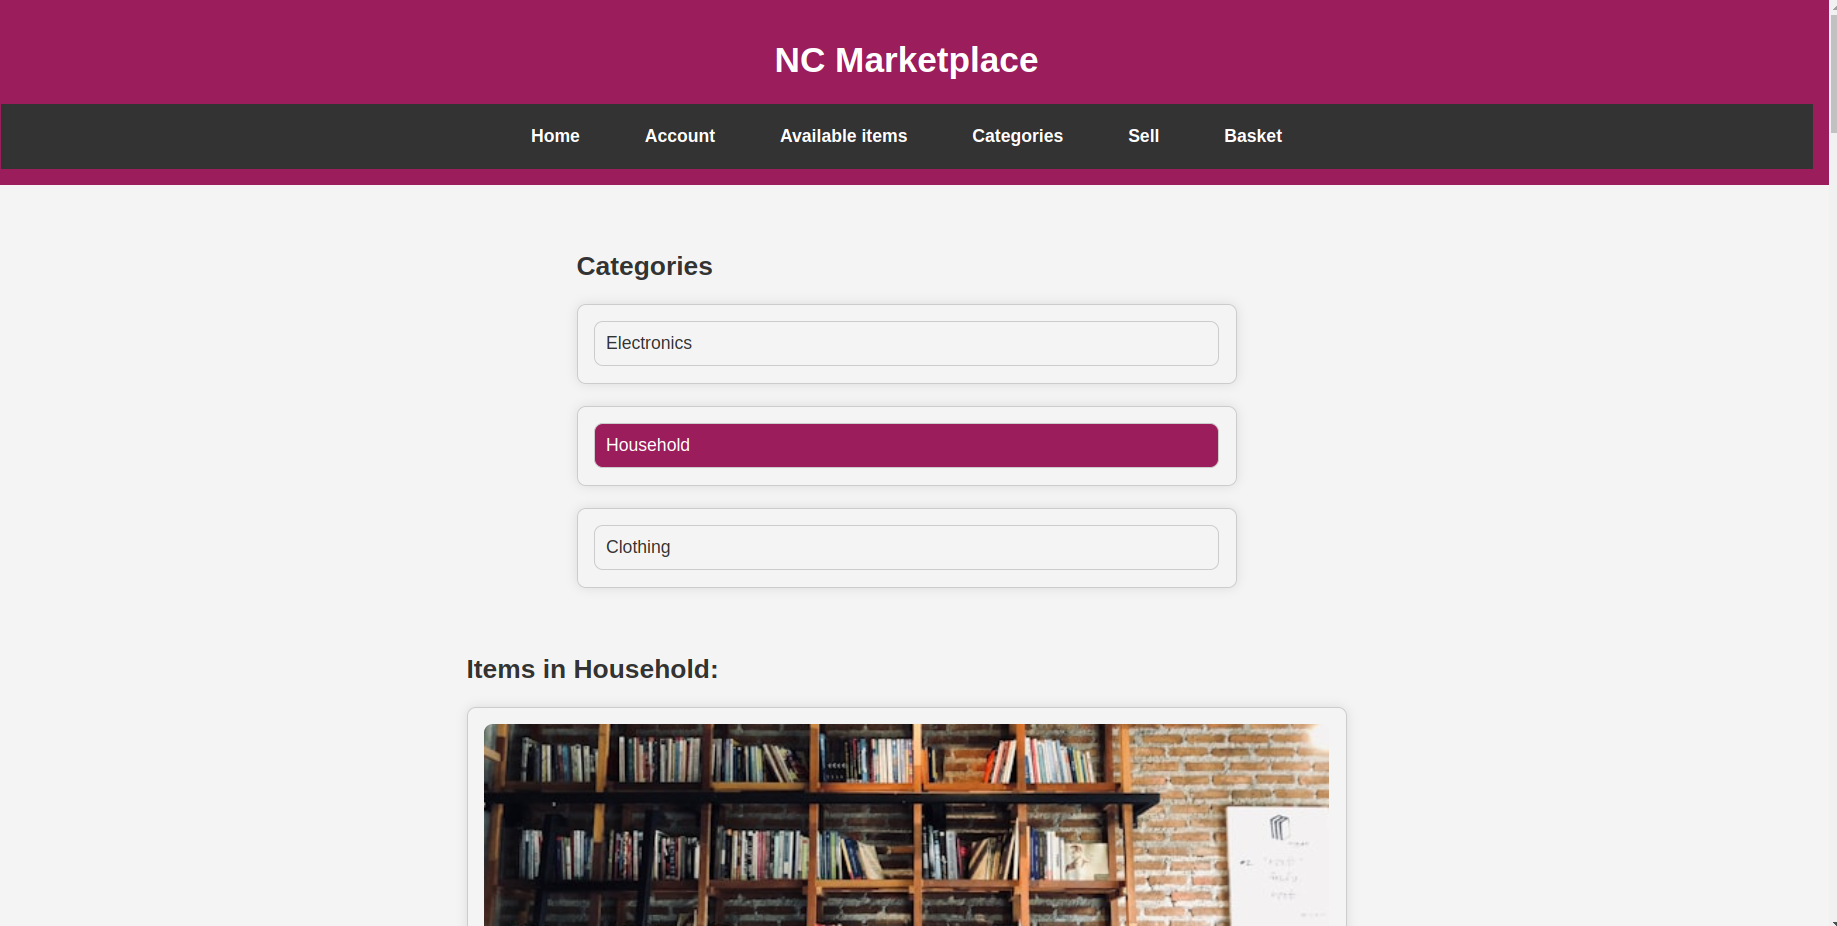 NC Marketplace
Home Account Available items Categories Sell Basket
Categories
Electronics
Household
Clothing
Items in Household: